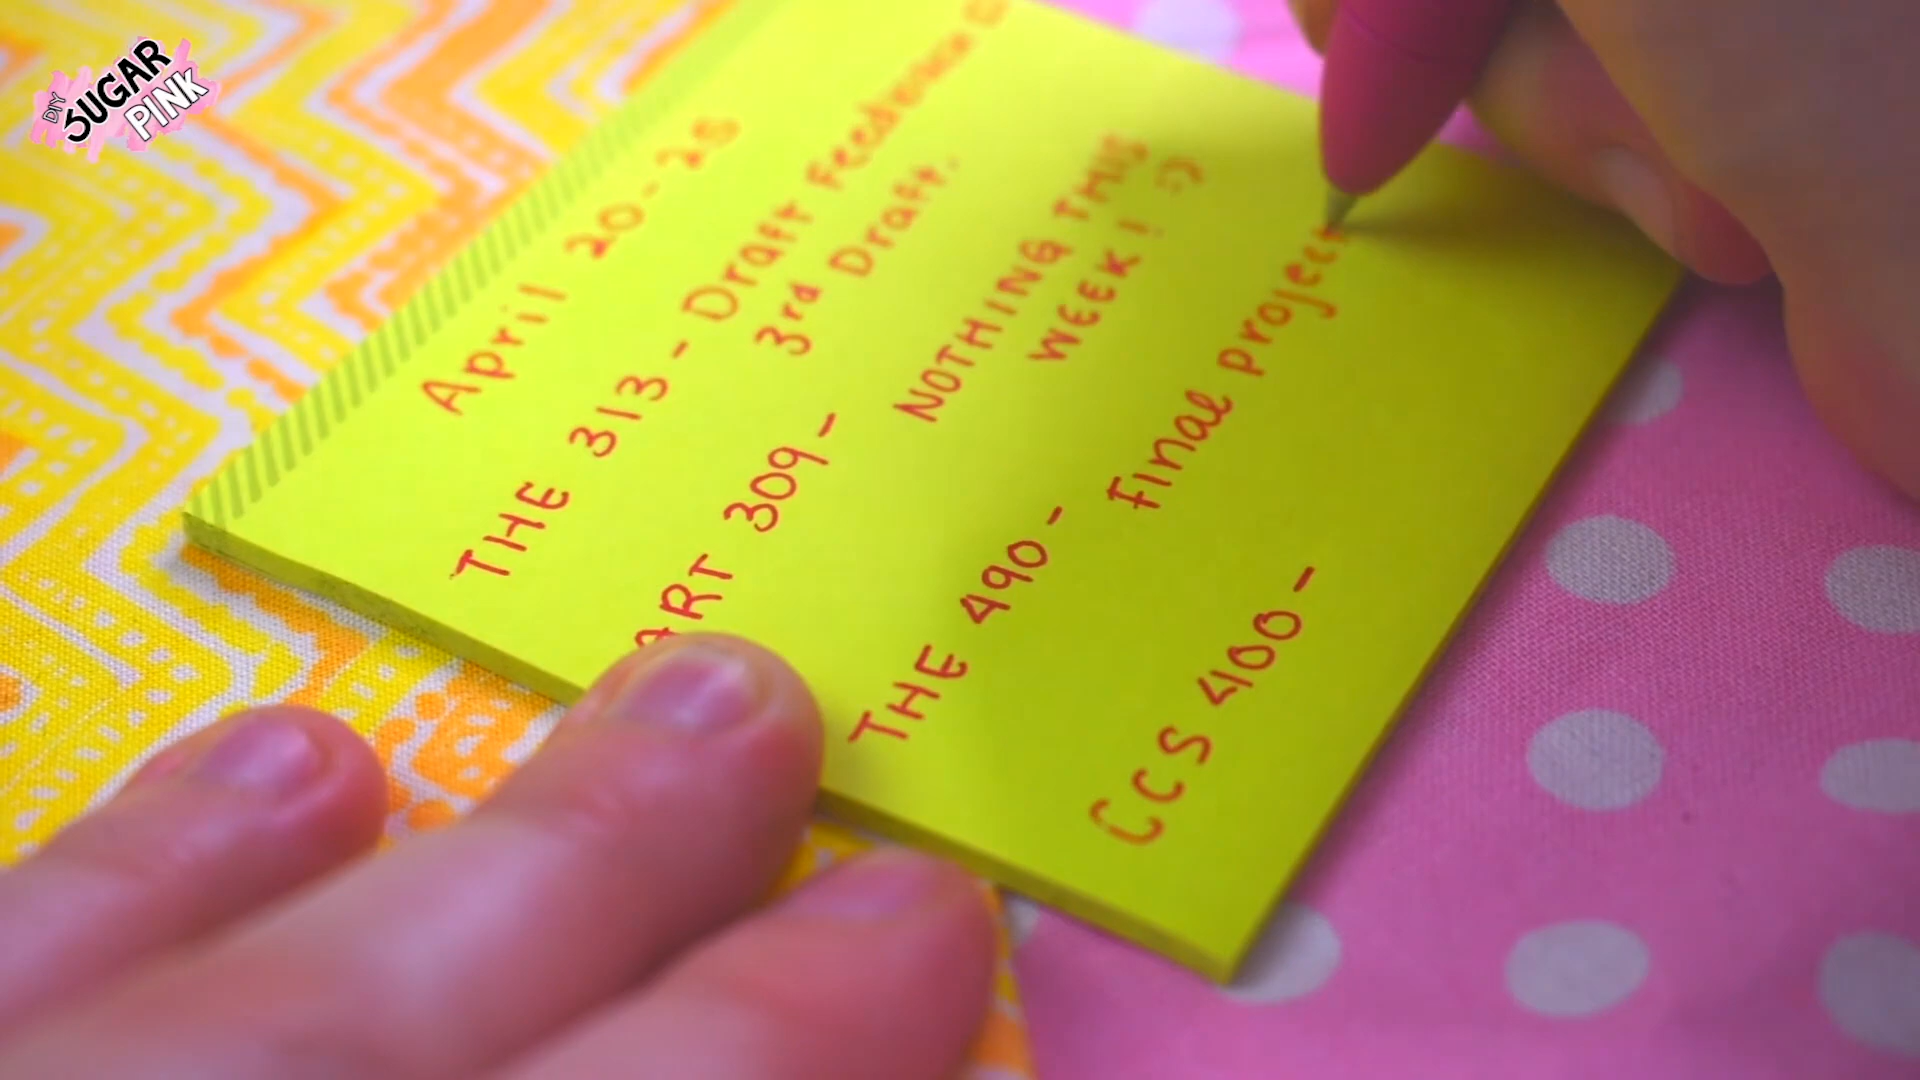 DIY
SUGAR
PINK
April 20-25
THE 313 - Draft Feedback
3rd Draft.
ART 309 - NOTHING THIS
WEEK! :)
THE 490 - Final project
CCS 400 -